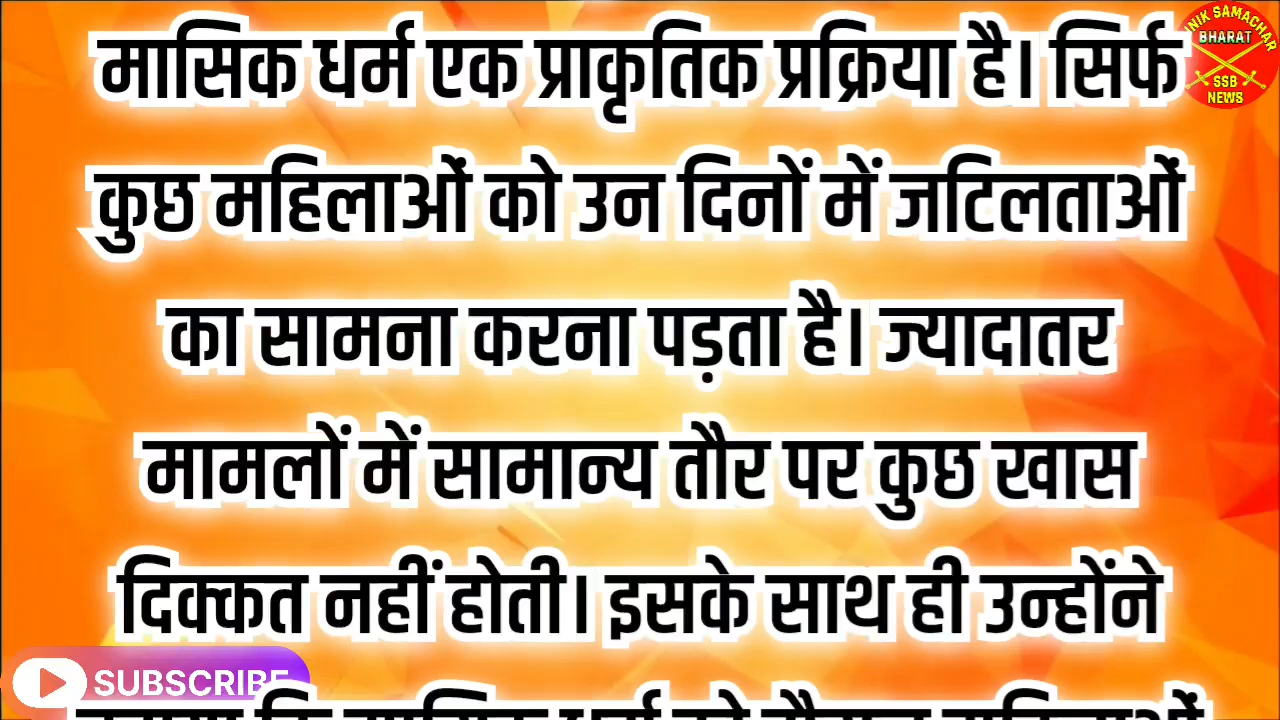 मासिक धर्म एक प्राकृतिक प्रक्रिया है। सिर्फ
कुछ महिलाओं को उन दिनों में जटिलताओं
का सामना करना पड़ता है। ज्यादातर
मामलों में सामान्य तौर पर कुछ खास
दिक्कत नहीं होती। इसके साथ ही उन्होंने
SUBSCRIBE
SAMACHAR
BHARAT
SSB
NEWS